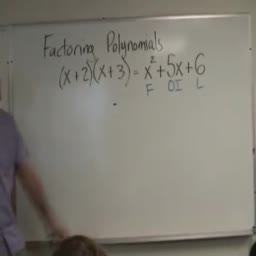 Factoring Polynomials
(x+2)(x+3) = x²+5x+6
F OI L